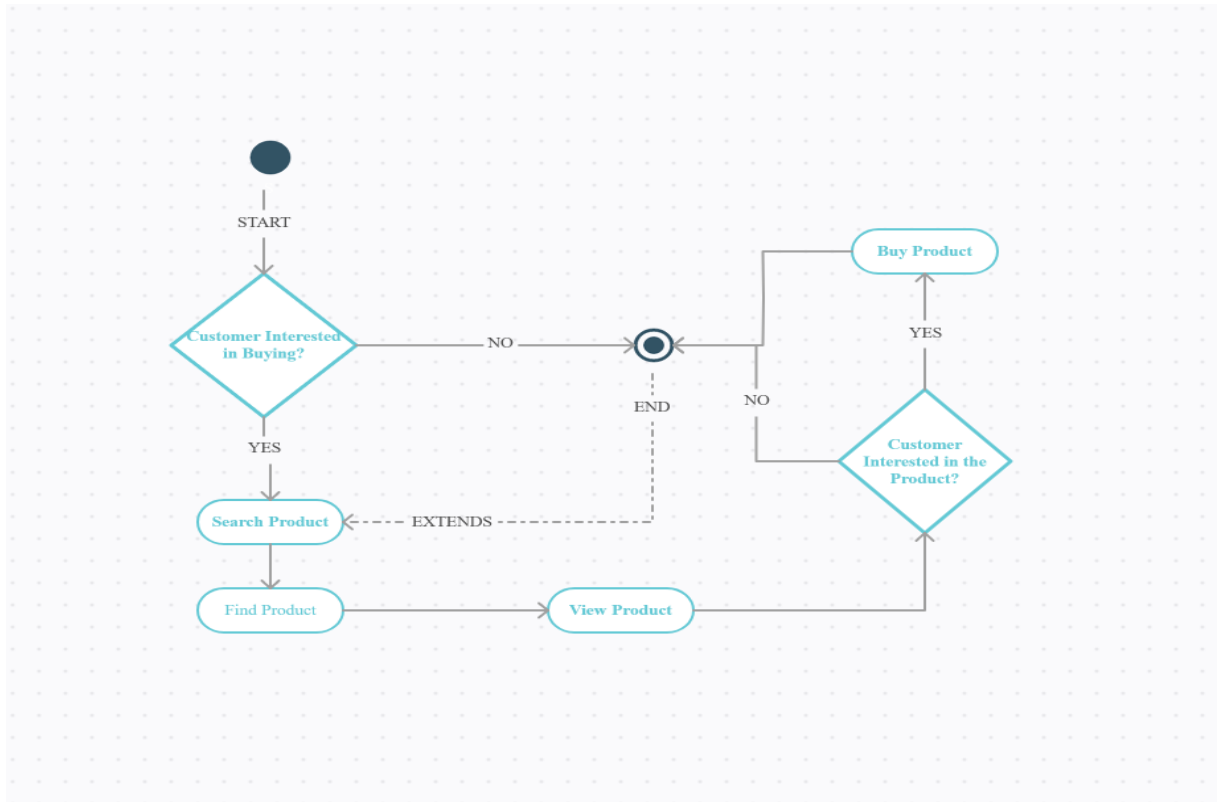 START
Customer Interested
in Buying?
NO
YES
Search Product
Find Product
View Product
Customer
Interested in the
Product?
YES
Buy Product
NO
END
EXTENDS